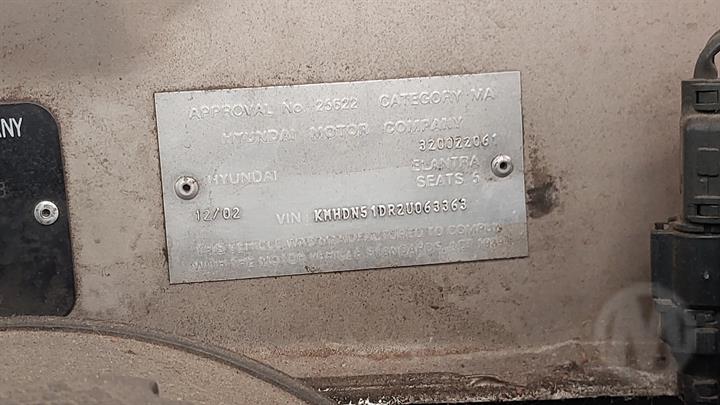 ANY
APPROVAL No. 25622 CATEGORY MA
HYUNDAI MOTOR COMPANY
320022061
HYUNDAI ELANTRA
SEATS 5
12/02 VIN KMHDN51DR2U063363
THIS VEHICLE WAS MANUFACTURED TO COMPLY
WITH THE MOTOR VEHICLE STANDARDS ACT 1989